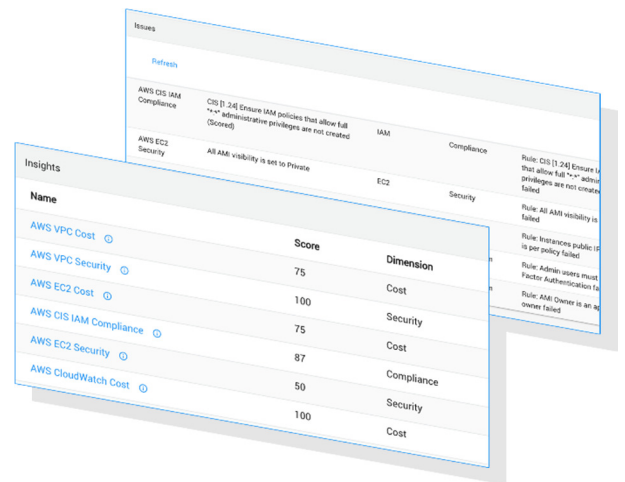 Issues
Refresh
AWS CIS IAM
Compliance
CIS [1.24] Ensure IAM policies that allow full
"*:*" administrative privileges are not created
(Scored)
IAM
Compliance
Rule: CIS [1.24] Ensure
that allow full "*:*"
privileges are not
failed
AWS EC2
Security
All AMI visibility is set to Private
EC2
Security
Rule: All AMI visibility is
failed
Rule: Instances public
is per policy failed
Rule: Admin users must
Factor Authentication
Rule: AMI Owner is an
owner failed
Insights
Name Score Dimension
AWS VPC Cost 75 Cost
AWS VPC Security 100 Security
AWS EC2 Cost 75 Cost
AWS CIS IAM Compliance 87 Compliance
AWS EC2 Security 50 Security
AWS CloudWatch Cost 100 Cost